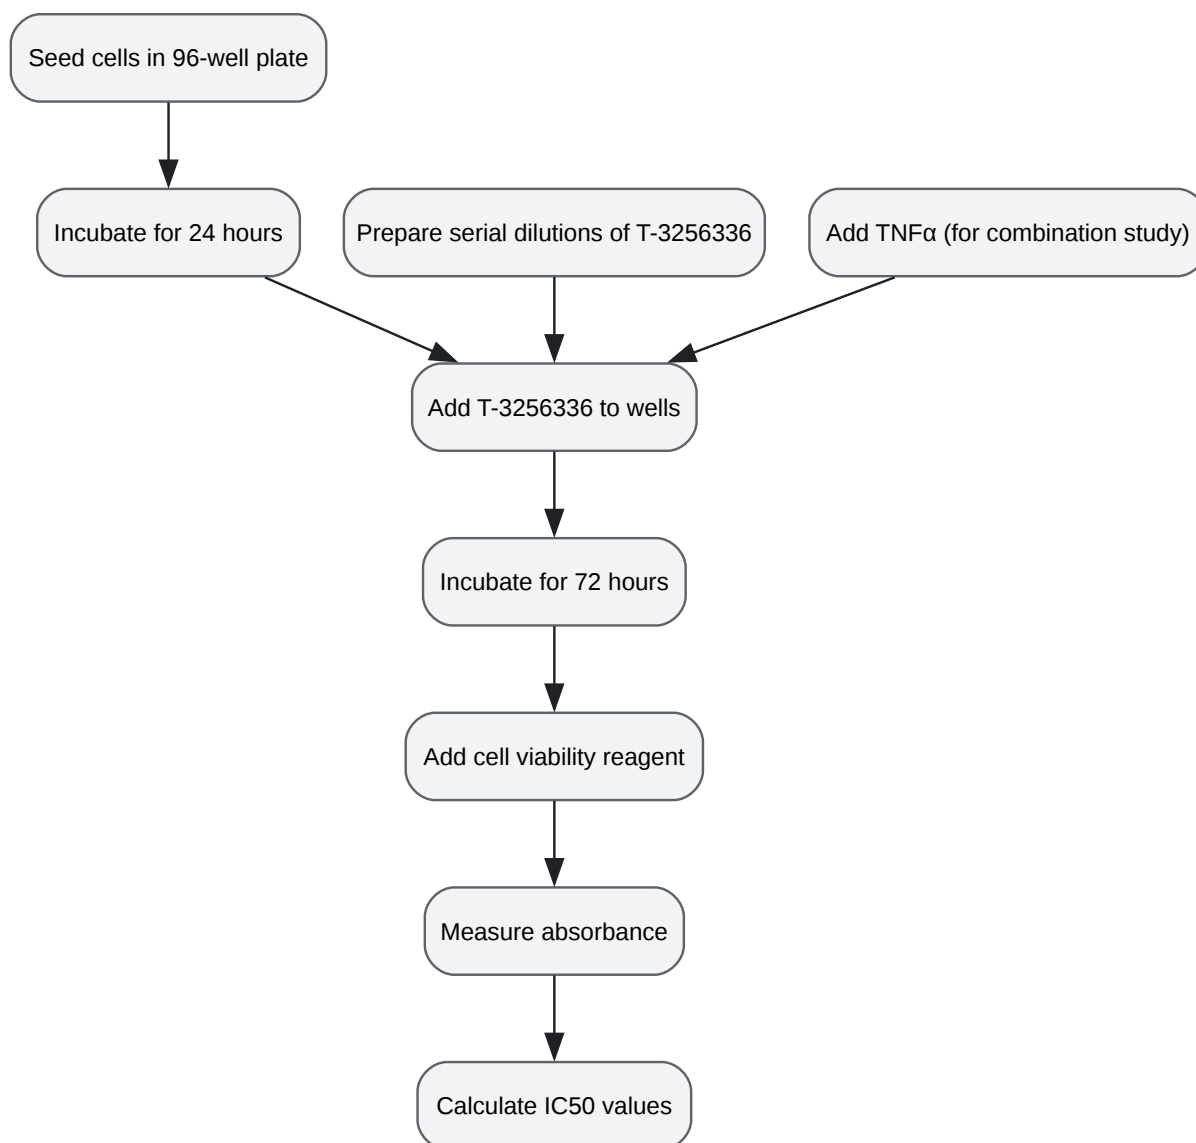 Seed cells in 96-well plate
Incubate for 24 hours
Prepare serial dilutions of T-3256336
Add TNFα (for combination study)
Add T-3256336 to wells
Incubate for 72 hours
Add cell viability reagent
Measure absorbance
Calculate IC50 values